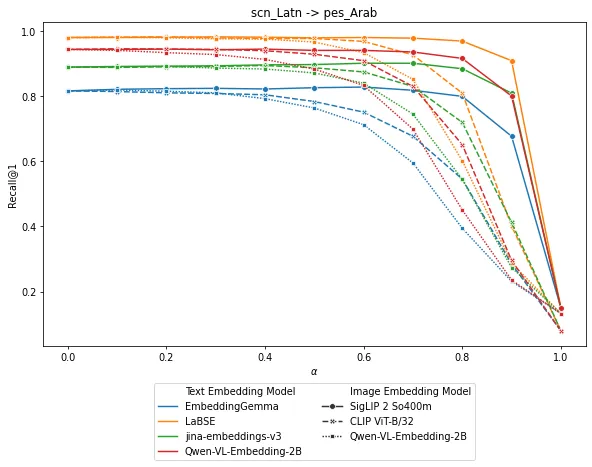 scn_Latn -> pes_Arab
1.0
0.8
0.6
0.4
0.2
Recall@1
0.0 0.2 0.4 0.6 0.8 1.0
α
Text Embedding Model
EmbeddingGemma
LaBSE
jina-embeddings-v3
Qwen-VL-Embedding-2B
Image Embedding Model
SigLIP 2 So400m
CLIP ViT-B/32
Qwen-VL-Embedding-2B